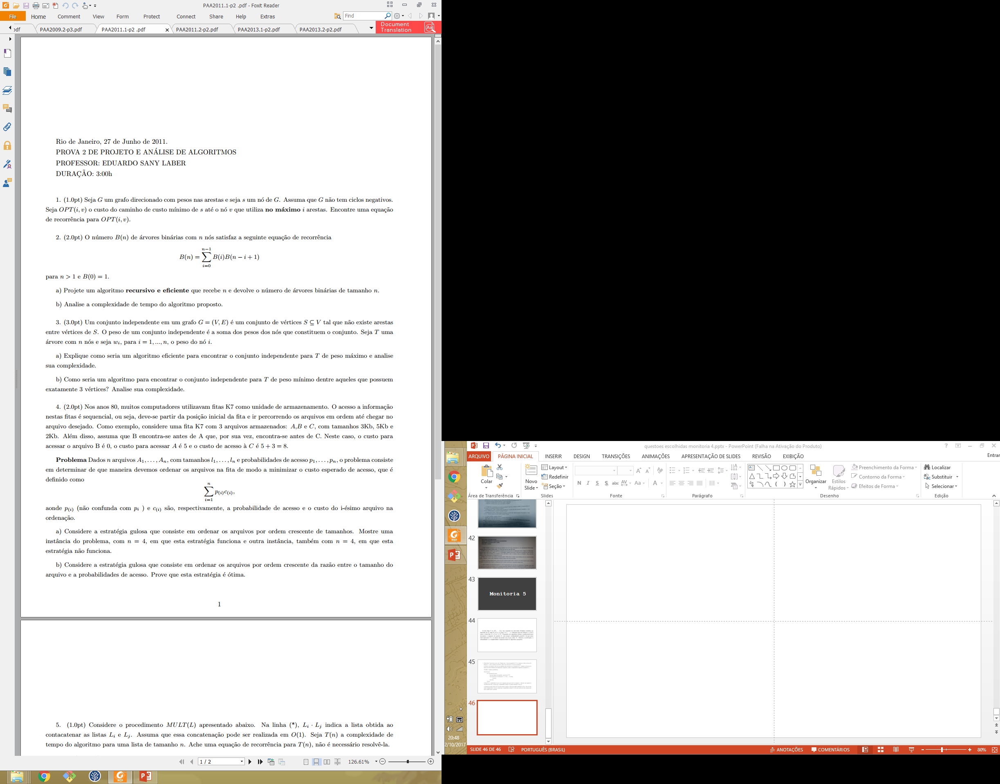 PAA2011.1-p2 .pdf - Foxit Reader
File Home Comment View Form Protect Connect Share Help Extras Find
PAA2009.2-p3.pdf PAA2011.1-p2 .pdf PAA2011.2-p2.pdf PAA2013.1-p2.pdf PAA2013.2-p2.pdf
Document
Translation
Rio de Janeiro, 27 de Junho de 2011.
PROVA 2 DE PROJETO E ANÁLISE DE ALGORITMOS
PROFESSOR: EDUARDO SANY LABER
DURAÇÃO: 3:00h
1. (1.0pt) Seja G um grafo direcionado com pesos nas arestas e seja s um nó de G. Assuma que G não tem ciclos negativos.
Seja OPT(i, v) o custo do caminho de custo mínimo de s até o nó v que utiliza no máximo i arestas. Encontre uma equação
de recorrência para OPT(i, v).
2. (2.0pt) O número B(n) de árvores binárias com n nós satisfaz a seguinte equação de recorrência
B(n) = ∑_{i=0}^{n−1} B(i)B(n − i + 1)
para n > 1 e B(0) = 1.
a) Projete um algoritmo recursivo e eficiente que recebe n e devolve o número de árvores binárias de tamanho n.
b) Analise a complexidade de tempo do algoritmo proposto.
3. (3.0pt) Um conjunto independente em um grafo G = (V, E) é um conjunto de vértices S ⊆ V tal que não existe arestas
entre vértices de S. O peso de um conjunto independente é a soma dos pesos dos nós que constituem o conjunto. Seja T uma
árvore com n nós e seja wᵢ, para i = 1, ..., n, o peso do nó i.
a) Explique como seria um algoritmo eficiente para encontrar o conjunto independente para T de peso máximo e analise
sua complexidade.
b) Como seria um algoritmo para encontrar o conjunto independente para T de peso mínimo dentre aqueles que possuem
exatamente 3 vértices? Analise sua complexidade.
4. (2.0pt) Nos anos 80, muitos computadores utilizavam fitas K7 como unidade de armazenamento. O acesso a informação
nestas fitas é sequencial, ou seja, deve-se partir da posição inicial da fita e ir percorrendo os arquivos em ordem até chegar no
arquivo desejado. Como exemplo, considere uma fita K7 com 3 arquivos armazenados: A,B e C, com tamanhos 3Kb, 5Kb e
2Kb. Além disso, assuma que B encontra-se antes de A que, por sua vez, encontra-se antes de C. Neste caso, o custo para
acessar o arquivo B é 0, o custo para acessar A é 5 e o custo de acesso à C é 5 + 3 = 8.
Problema Dados n arquivos A₁, . . . , Aₙ, com tamanhos l₁, . . . , lₙ e probabilidades de acesso p₁, . . . , pₙ, o problema consiste
em determinar de que maneira devemos ordenar os arquivos na fita de modo a minimizar o custo esperado de acesso, que é
definido como
∑_{i=1}^{n} p₍ᵢ₎c₍ᵢ₎,
aonde p₍ᵢ₎ (não confunda com pᵢ ) e c₍ᵢ₎ são, respectivamente, a probabilidade de acesso e o custo do i-ésimo arquivo na
ordenação.
a) Considere a estratégia gulosa que consiste em ordenar os arquivos por ordem crescente de tamanhos. Mostre uma
instância do problema, com n = 4, em que esta estratégia funciona e outra instância, também com n = 4, em que esta
estratégia não funciona.
b) Considere a estratégia gulosa que consiste em ordenar os arquivos por ordem crescente da razão entre o tamanho do
arquivo e a probabilidades de acesso. Prove que esta estratégia é ótima.
1
5. (1.0pt) Considere o procedimento MULT(L) apresentado abaixo. Na linha (*), Lᵢ · Lⱼ indica a lista obtida ao
contacatenar as listas Lᵢ e Lⱼ. Assuma que essa concatenação pode ser realizada em O(1). Seja T(n) a complexidade de
tempo do algoritmo para uma lista de tamanho n. Ache uma equação de recorrência para T(n), não é necessário resolvê-la.
1 / 2 126.61%
questoes escolhidas monitoria 4.pptx - PowerPoint (Falha na Ativação do Produto)
ARQUIVO PÁGINA INICIAL INSERIR DESIGN TRANSIÇÕES ANIMAÇÕES APRESENTAÇÃO DE SLIDES REVISÃO EXIBIÇÃO Entrar
Colar
Novo
Slide
Layout
Redefinir
Seção
N I S S abc AV Aa A
Organizar
Estilos
Rápidos
Preenchimento da Forma
Contorno da Forma
Efeitos de Forma
Localizar
Substituir
Selecionar
Área de Transferência Slides Fonte Parágrafo Desenho Edição
42
43
Monitoria 5
44
45
46
20:48
2/10/2017
SLIDE 46 DE 46 PORTUGUÊS (BRASIL) ANOTAÇÕES COMENTÁRIOS 80%